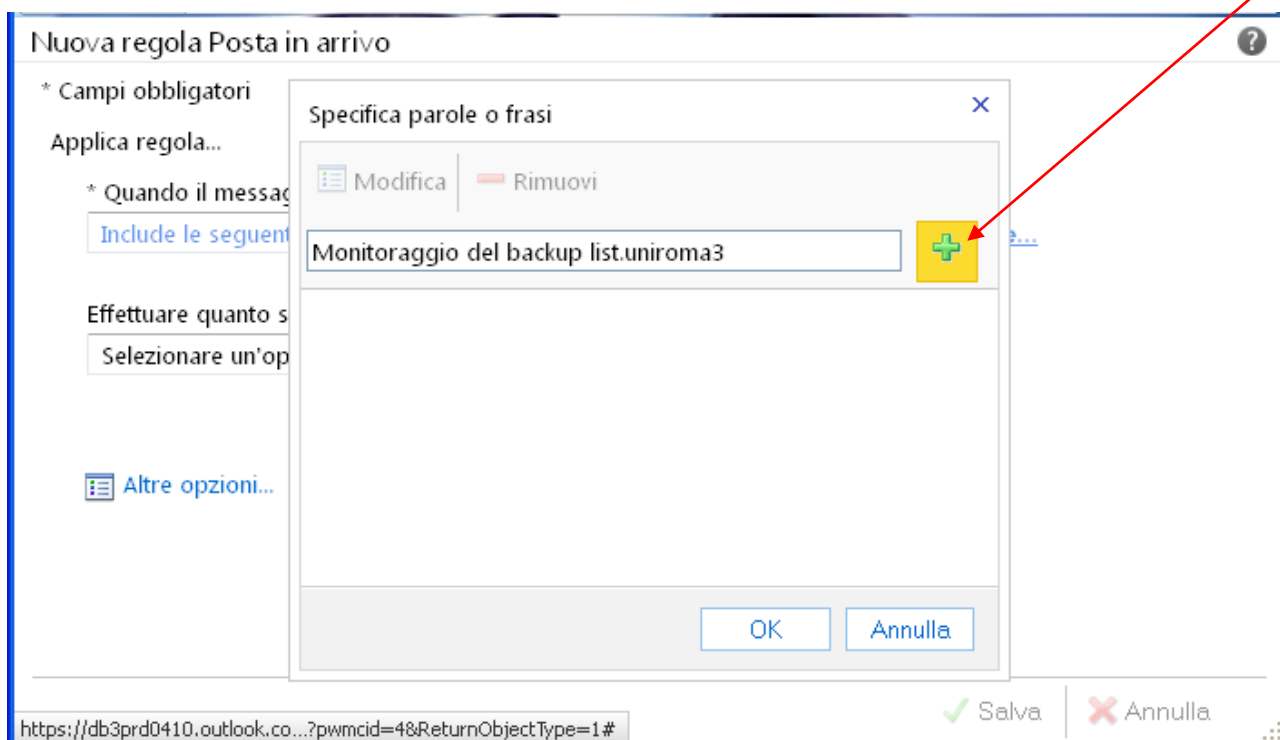 Nuova regola Posta in arrivo
?
* Campi obbligatori
Applica regola...
* Quando il messag
Include le seguent
Effettuare quanto s
Selezionare un'op
Altre opzioni...
Specifica parole o frasi
Modifica
Rimuovi
Monitoraggio del backup list.uniroma3
OK
Annulla
Salva
Annulla
https://db3prd0410.outlook.co...?pwmcid=4&ReturnObjectType=1#